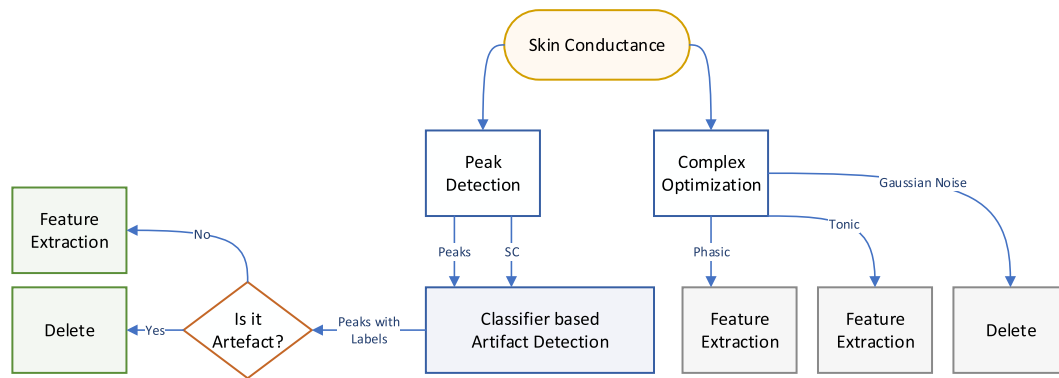 Skin Conductance
Peak
Detection
Complex
Optimization
Gaussian Noise
Feature
Extraction
No
Peaks
SC
Phasic
Tonic
Delete
Yes
Is it
Artefact?
Peaks with
Labels
Classifier based
Artifact Detection
Feature
Extraction
Feature
Extraction
Delete